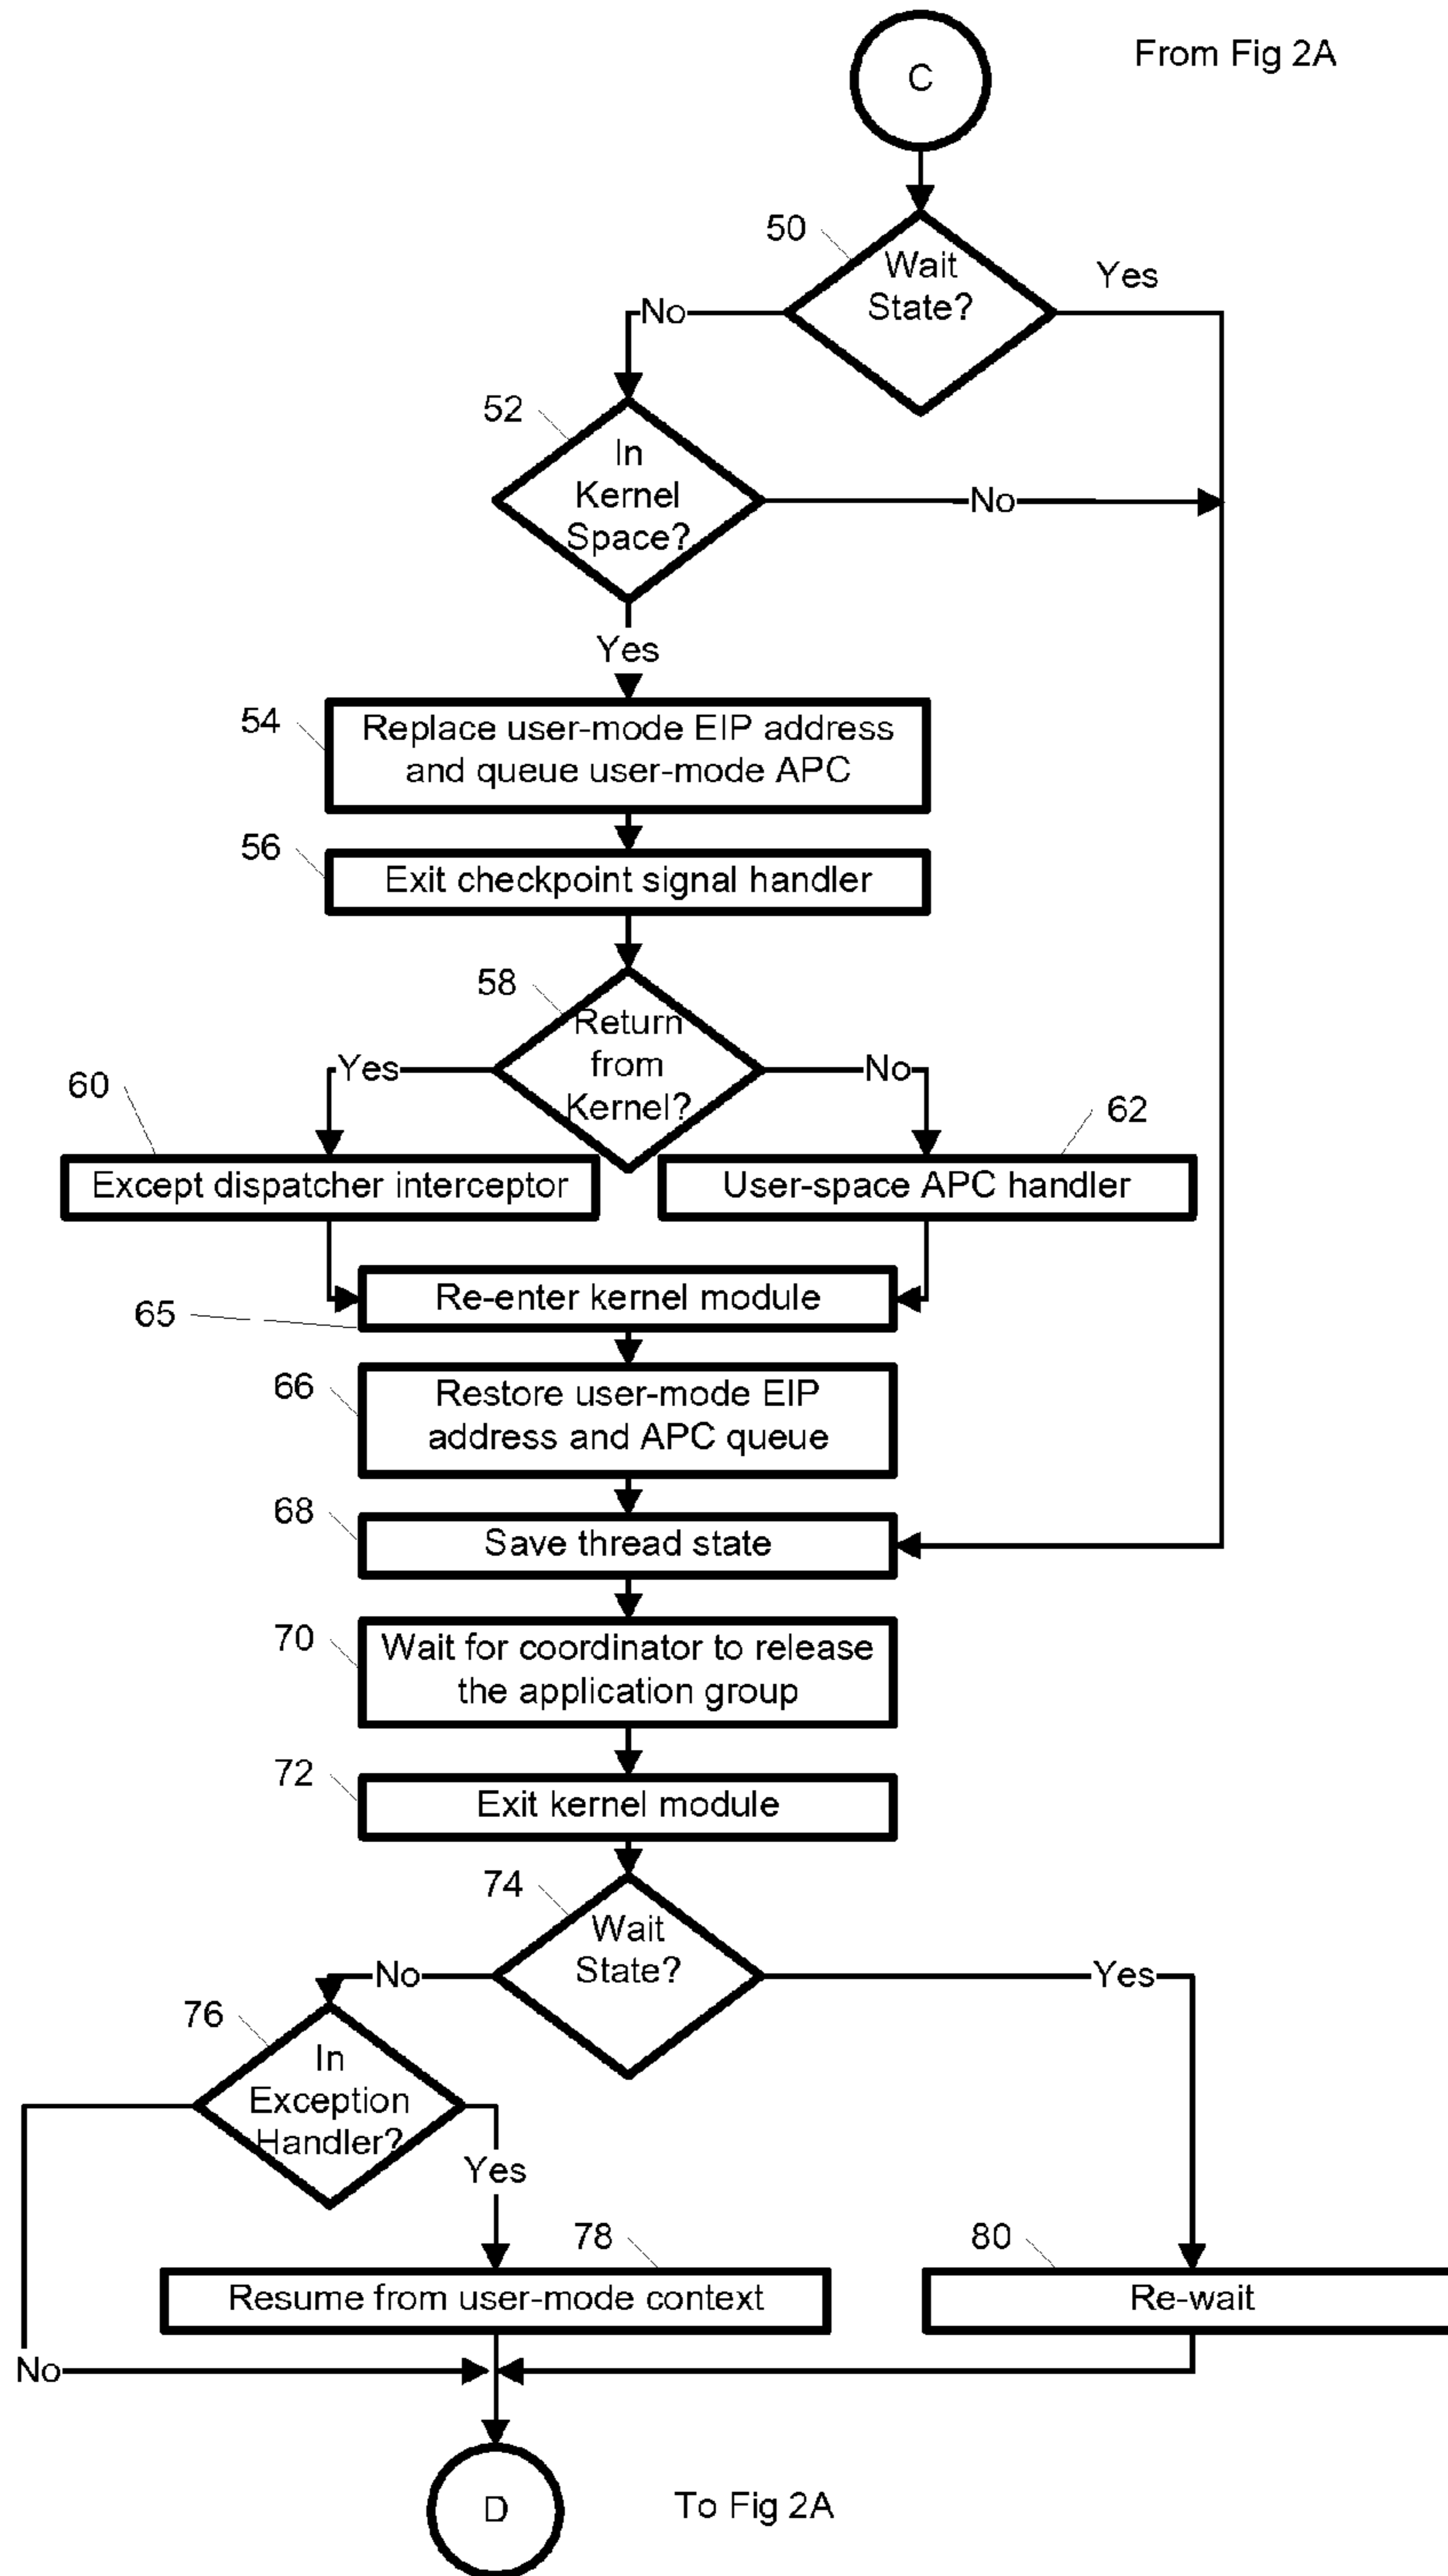 C
From Fig 2A
50
Wait
State?
Yes
No
52
In
Kernel
Space?
No
Yes
54
Replace user-mode EIP address
and queue user-mode APC
56
Exit checkpoint signal handler
58
Return
from
Kernel?
Yes
No
60
62
Except dispatcher interceptor
User-space APC handler
Re-enter kernel module
65
66
Restore user-mode EIP
address and APC queue
68
Save thread state
70
Wait for coordinator to release
the application group
72
Exit kernel module
74
Wait
State?
No
Yes
76
In
Exception
Handler?
Yes
78
80
Resume from user-mode context
Re-wait
No
D
To Fig 2A